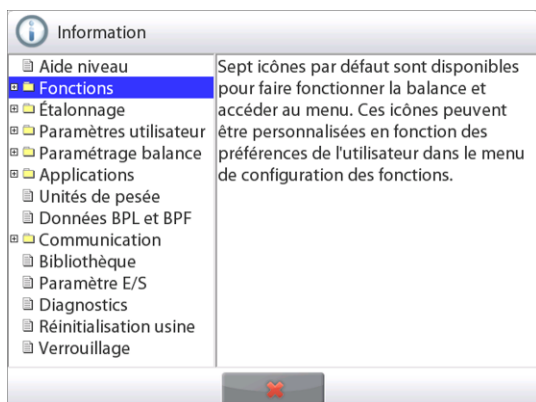 Information
Aide niveau
Fonctions
Étalonnage
Paramètres utilisateur
Paramétrage balance
Applications
Unités de pesée
Données BPL et BPF
Communication
Bibliothèque
Paramètre E/S
Diagnostics
Réinitialisation usine
Verrouillage
Sept icônes par défaut sont disponibles
pour faire fonctionner la balance et
accéder au menu. Ces icônes peuvent
être personnalisées en fonction des
préférences de l'utilisateur dans le menu
de configuration des fonctions.